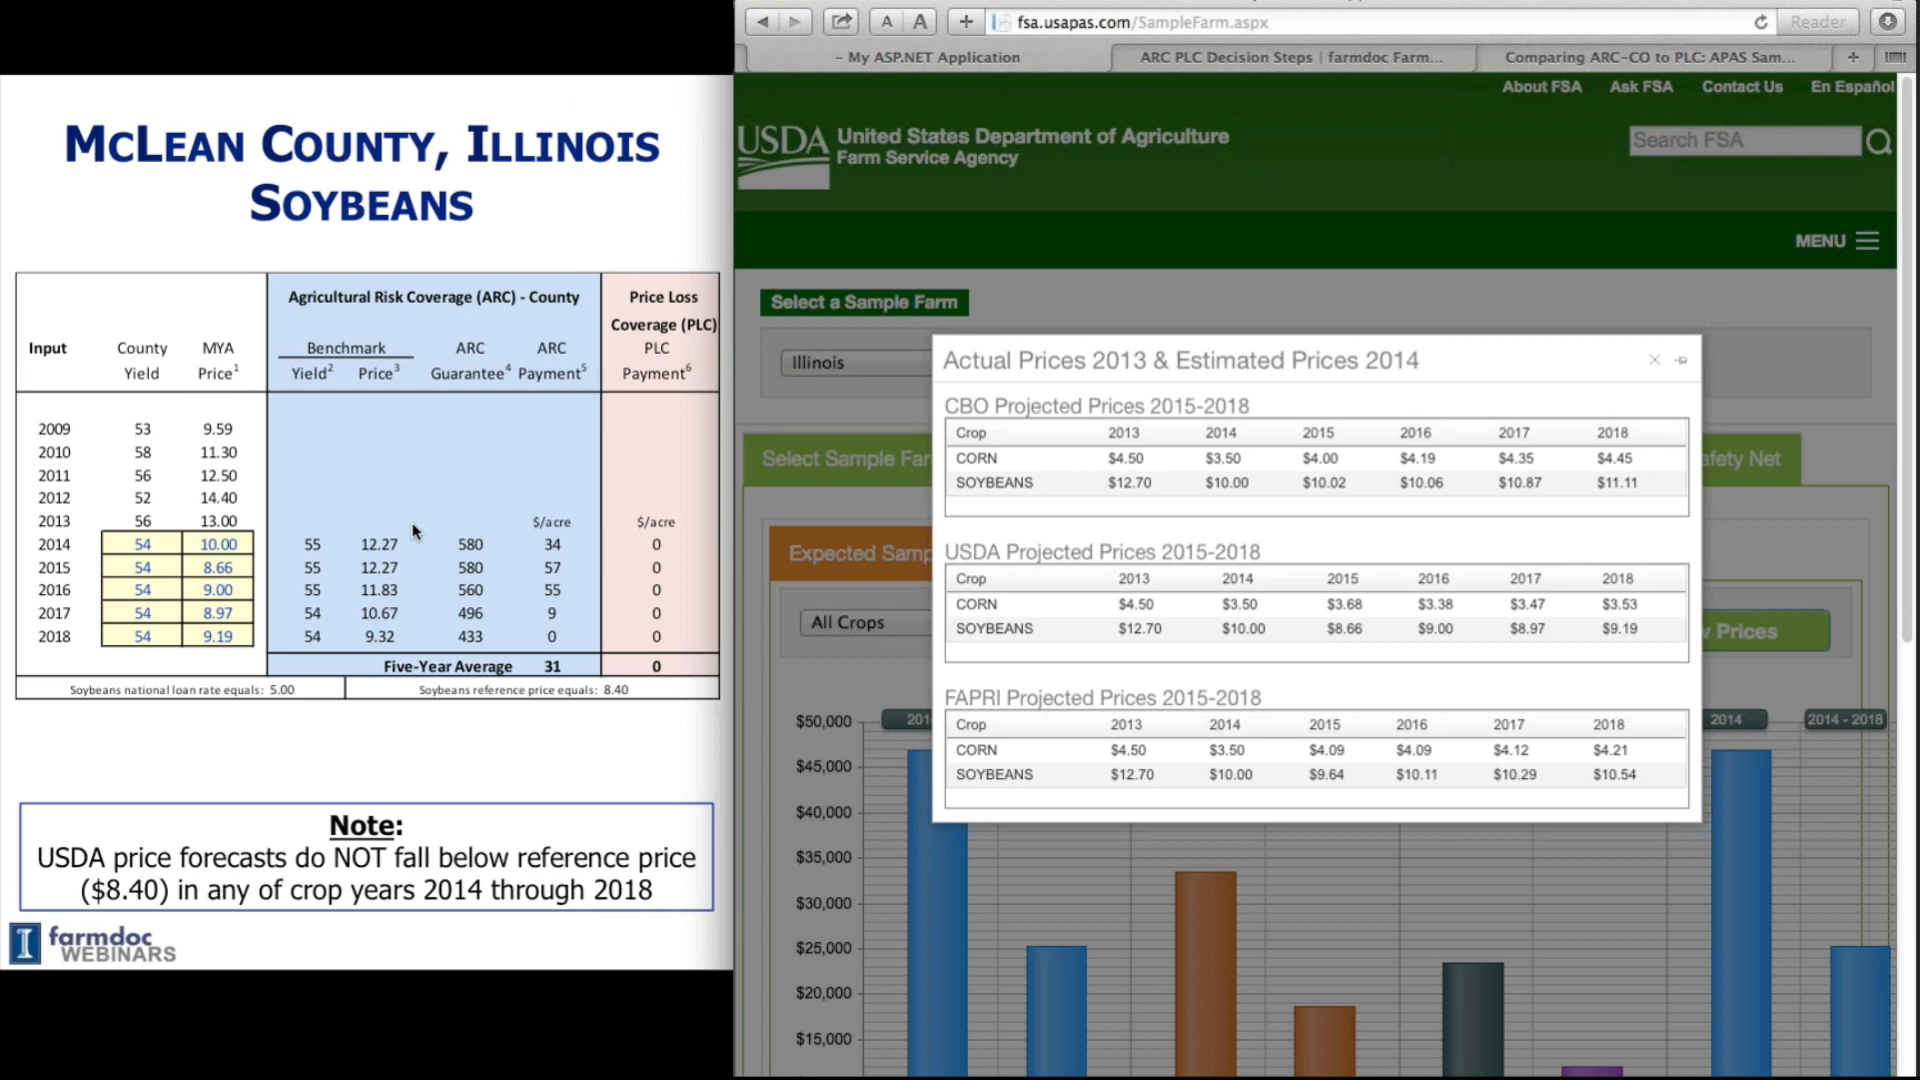 MCLEAN COUNTY, ILLINOIS
SOYBEANS
Agricultural Risk Coverage (ARC) - County Price Loss
Coverage (PLC)
Input County MYA Benchmark ARC ARC PLC
Yield Price1 Yield2 Price3 Guarantee4 Payment5 Payment6
2009 53 9.59
2010 58 11.30
2011 56 12.50
2012 52 14.40
2013 56 13.00 $/acre $/acre
2014 54 10.00 55 12.27 580 34 0
2015 54 8.66 55 12.27 580 57 0
2016 54 9.00 55 11.83 560 55 0
2017 54 8.97 54 10.67 496 9 0
2018 54 9.19 54 9.32 433 0 0
Five-Year Average 31 0
Soybeans national loan rate equals: 5.00 Soybeans reference price equals: 8.40
Note:
USDA price forecasts do NOT fall below reference price
($8.40) in any of crop years 2014 through 2018
I farmdoc
WEBINARS
A A + fsa.usapas.com/SampleFarm.aspx Reader
– My ASP.NET Application ARC PLC Decision Steps | farmdoc Farm... Comparing ARC-CO to PLC: APAS Sam... +
About FSA Ask FSA Contact Us En Español
USDA United States Department of Agriculture
Farm Service Agency
Search FSA
MENU
Select a Sample Farm
Illinois
Select Sample Far
afety Net
Expected Samp
All Crops
Prices
Actual Prices 2013 & Estimated Prices 2014
CBO Projected Prices 2015-2018
Crop 2013 2014 2015 2016 2017 2018
CORN $4.50 $3.50 $4.00 $4.19 $4.35 $4.45
SOYBEANS $12.70 $10.00 $10.02 $10.06 $10.87 $11.11
USDA Projected Prices 2015-2018
Crop 2013 2014 2015 2016 2017 2018
CORN $4.50 $3.50 $3.68 $3.38 $3.47 $3.53
SOYBEANS $12.70 $10.00 $8.66 $9.00 $8.97 $9.19
FAPRI Projected Prices 2015-2018
Crop 2013 2014 2015 2016 2017 2018
CORN $4.50 $3.50 $4.09 $4.09 $4.12 $4.21
SOYBEANS $12.70 $10.00 $9.64 $10.11 $10.29 $10.54
201 2014 2014 - 2018
$50,000
$45,000
$40,000
$35,000
$30,000
$25,000
$20,000
$15,000